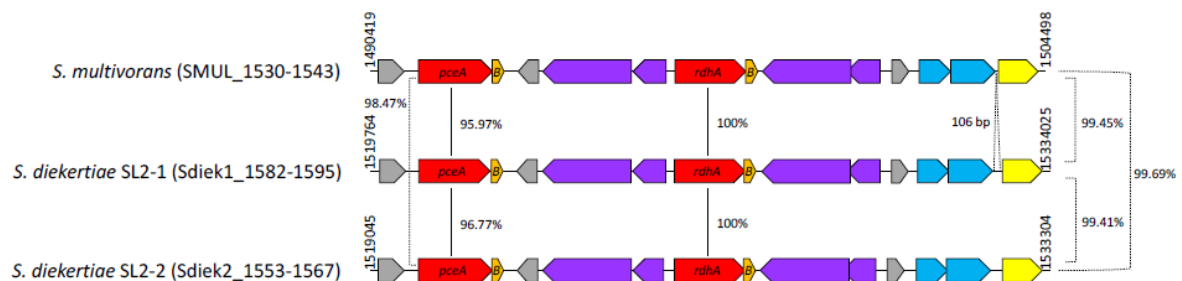 1490419
1504498
S. multivorans (SMUL_1530-1543)
pceA
B
rdhA
B
98.47%
95.97%
100%
106 bp
99.45%
1519764
15334025
S. diekertiae SL2-1 (Sdiek1_1582-1595)
pceA
B
rdhA
B
99.69%
96.77%
100%
99.41%
1519045
1533304
S. diekertiae SL2-2 (Sdiek2_1553-1567)
pceA
B
rdhA
B